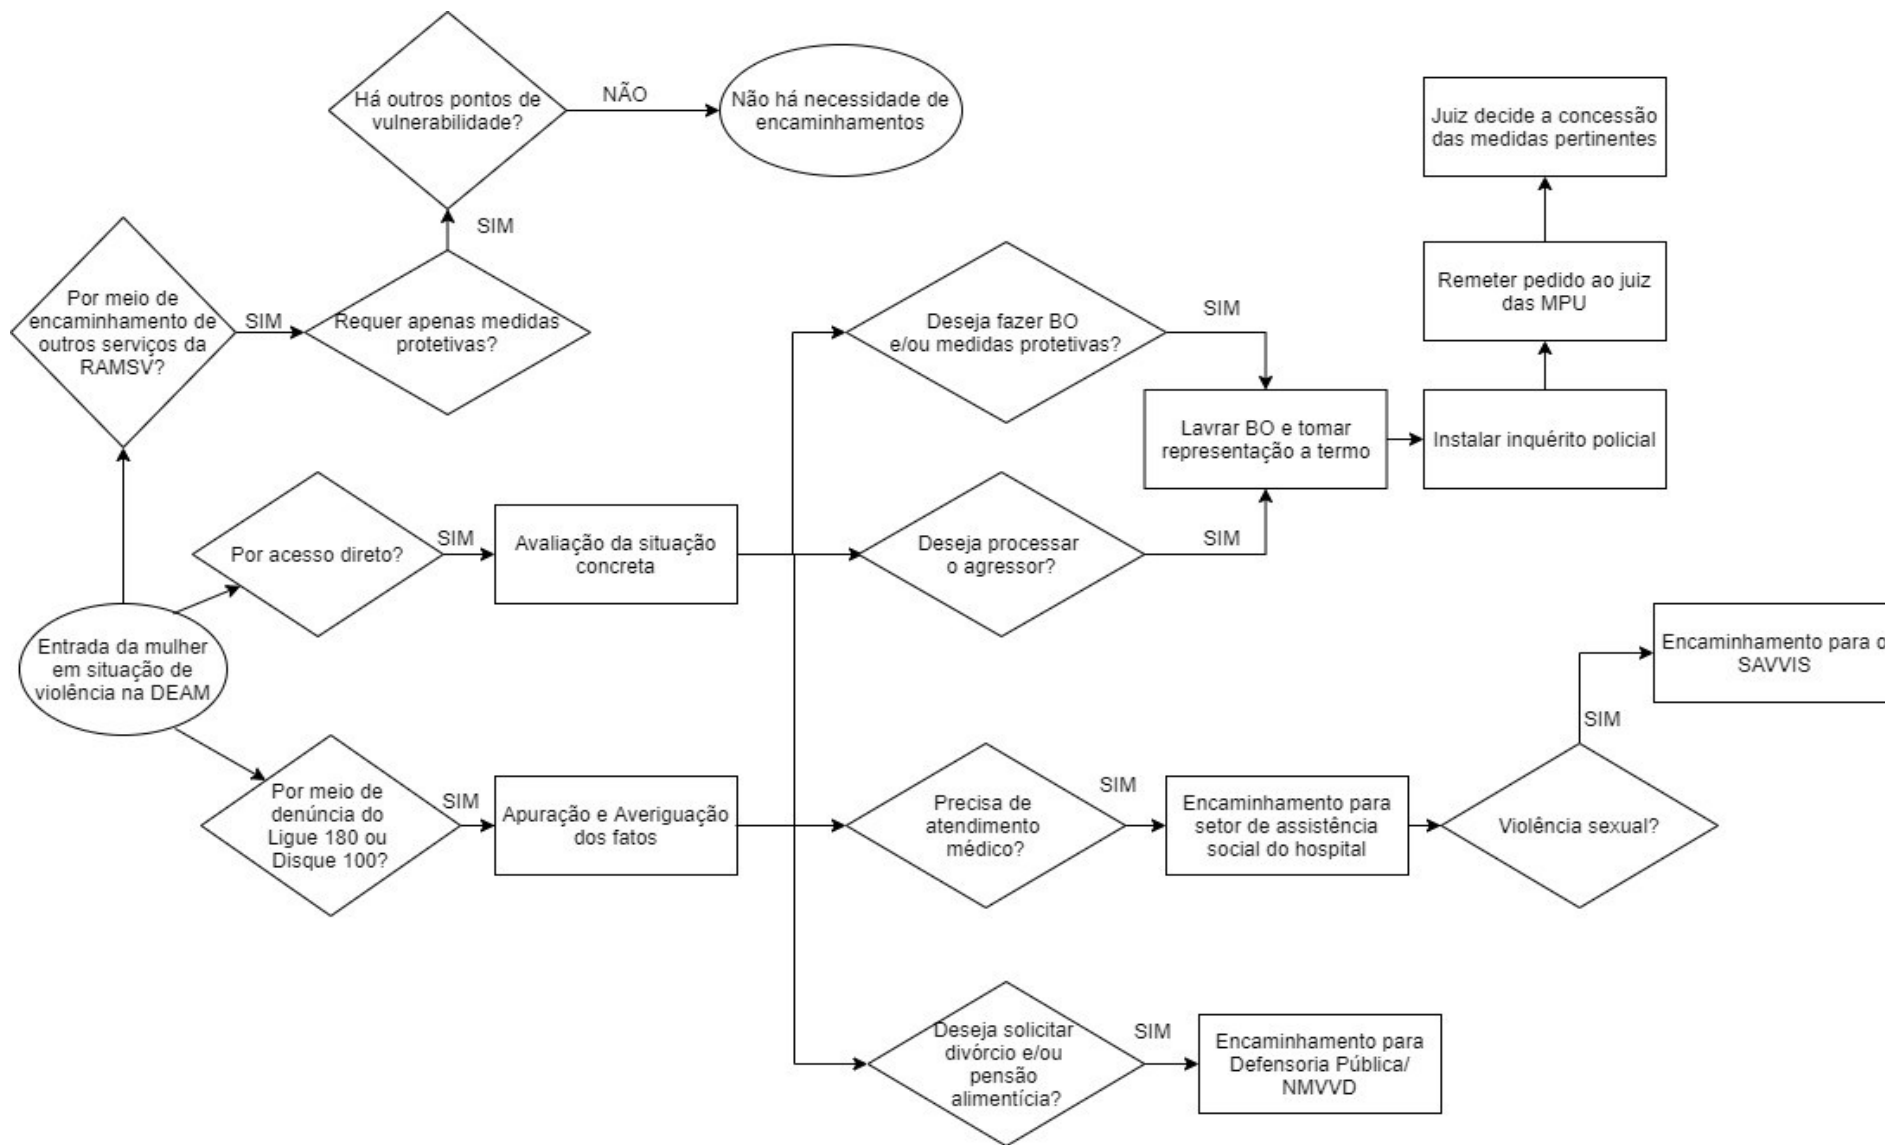 Há outros pontos de
vulnerabilidade?
NÃO
Não há necessidade de
encaminhamentos
Juiz decide a concessão
das medidas pertinentes
SIM
Por meio de
encaminhamento de
outros serviços da
RAMSV?
SIM
Requer apenas medidas
protetivas?
Deseja fazer BO
e/ou medidas protetivas?
SIM
Remeter pedido ao juiz
das MPU
Lavrar BO e tomar
representação a termo
Instalar inquérito policial
Por acesso direto?
SIM
Avaliação da situação
concreta
Deseja processar
o agressor?
SIM
Entrada da mulher
em situação de
violência na DEAM
Encaminhamento para o
SAVVIS
SIM
Por meio de
denúncia do
Ligue 180 ou
Disque 100?
SIM
Apuração e Averiguação
dos fatos
Precisa de
atendimento
médico?
SIM
Encaminhamento para
setor de assistência
social do hospital
Violência sexual?
Deseja solicitar
divórcio e/ou
pensão
alimentícia?
SIM
Encaminhamento para
Defensoria Pública/
NMVVD